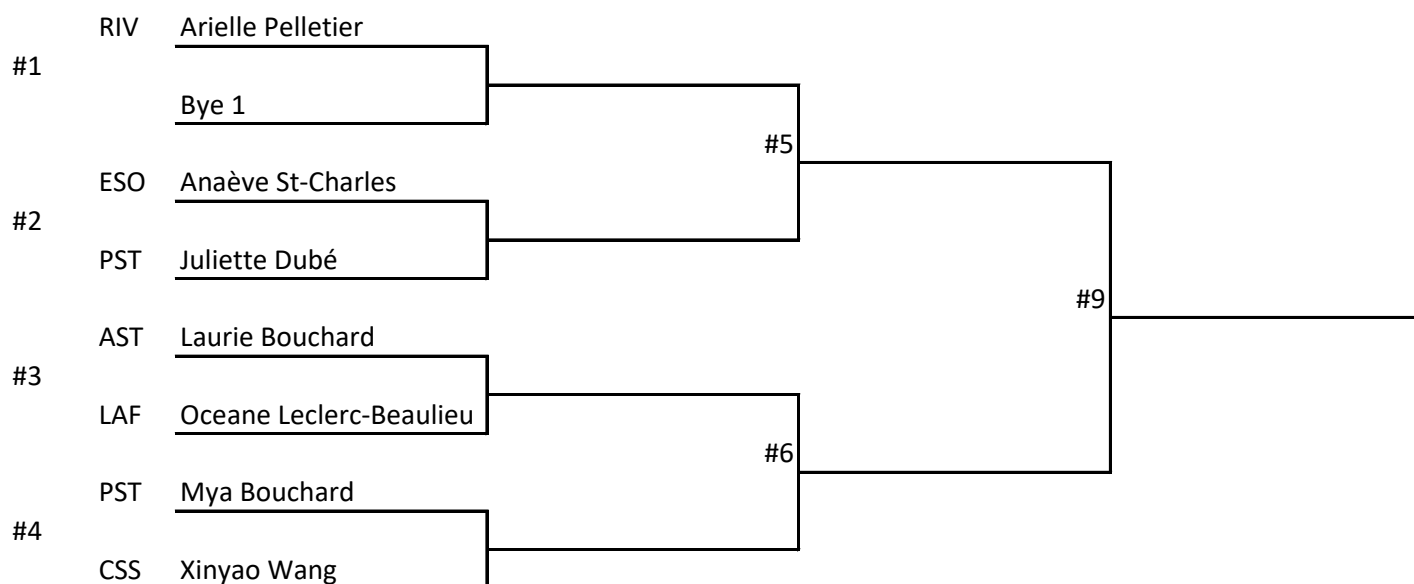 RIV Arielle Pelletier
#1
Bye 1
#5
ESO Anaève St-Charles
#2
PST Juliette Dubé
#9
AST Laurie Bouchard
#3
LAF Oceane Leclerc-Beaulieu
#6
PST Mya Bouchard
#4
CSS Xinyao Wang